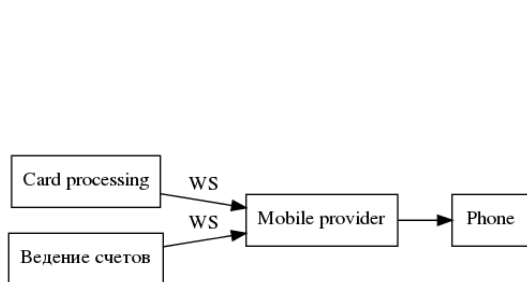 Card processing
WS
WS
Mobile provider
Phone
Ведение счетов